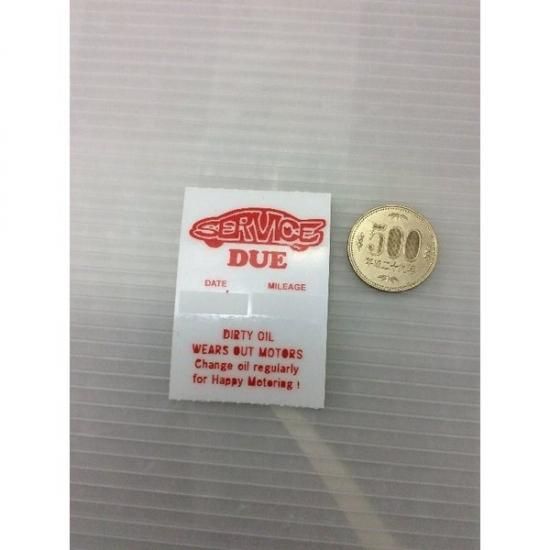 SERVICE
DUE
DATE MILEAGE
DIRTY OIL
WEARS OUT MOTORS
Change oil regularly
for Happy Motoring !
500